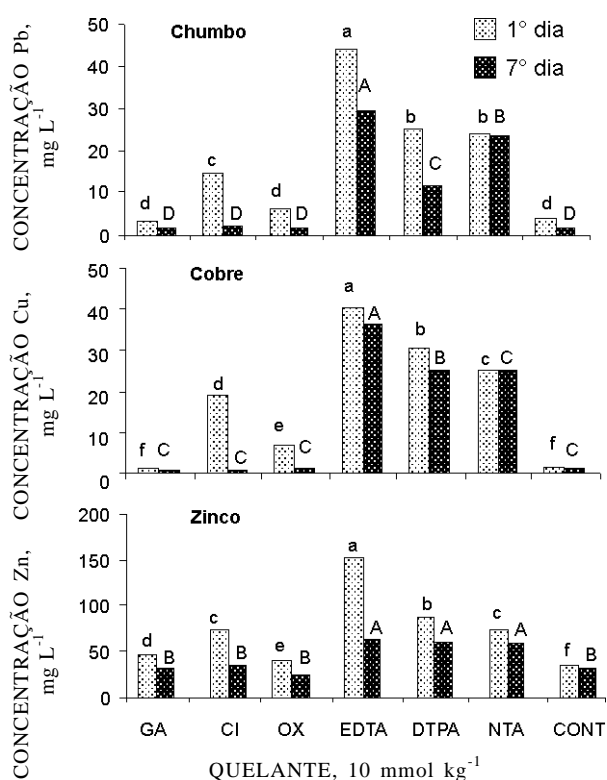 Chumbo
1° dia
7° dia
CONCENTRAÇÃO Pb,
mg L-1
50
40
30
20
10
0
d D
c D
d D
a A
b C
b B
d D
Cobre
CONCENTRAÇÃO Cu,
mg L-1
50
40
30
20
10
0
f C
d C
e C
a A
b B
c C
f C
Zinco
CONCENTRAÇÃO Zn,
mg L-1
200
150
100
50
0
d B
c B
e B
a A
b A
c A
f B
GA CI OX EDTA DTPA NTA CONT
QUELANTE, 10 mmol kg-1